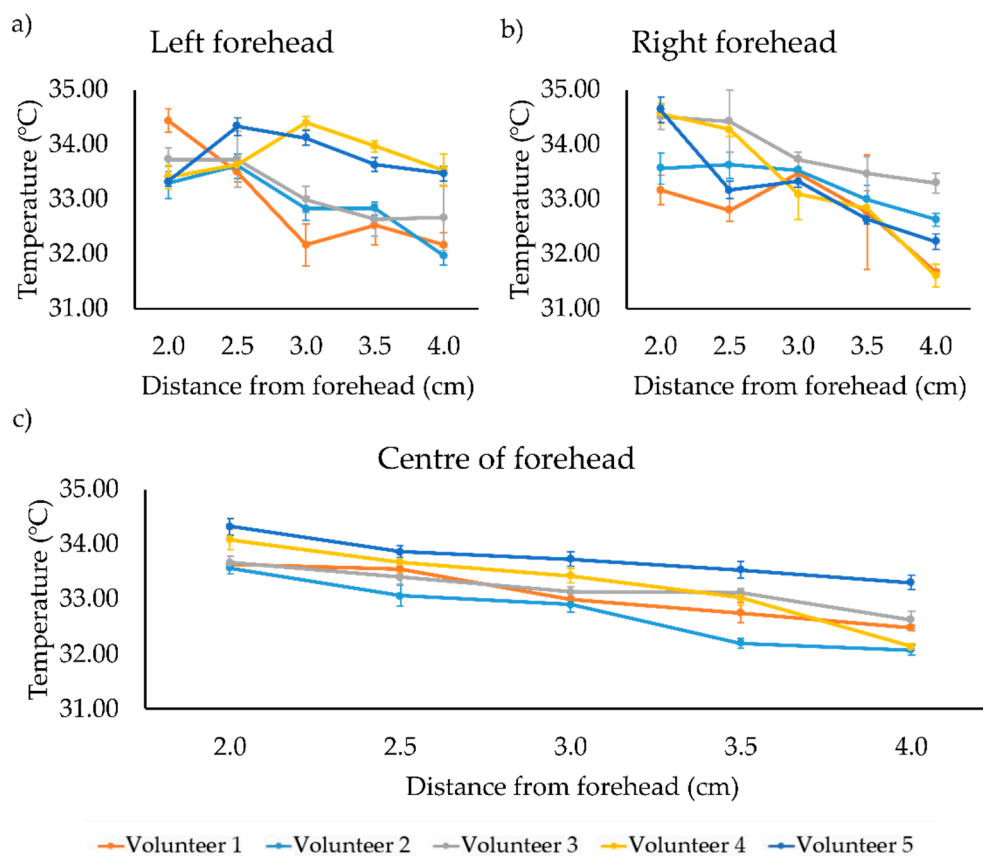 a)
Left forehead
Temperature (°C)
35.00
34.00
33.00
32.00
31.00
2.0 2.5 3.0 3.5 4.0
Distance from forehead (cm)
b)
Right forehead
Temperature (°C)
35.00
34.00
33.00
32.00
31.00
2.0 2.5 3.0 3.5 4.0
Distance from forehead (cm)
c)
Centre of forehead
Temperature (°C)
35.00
34.00
33.00
32.00
31.00
2.0 2.5 3.0 3.5 4.0
Distance from forehead (cm)
Volunteer 1 Volunteer 2 Volunteer 3 Volunteer 4 Volunteer 5